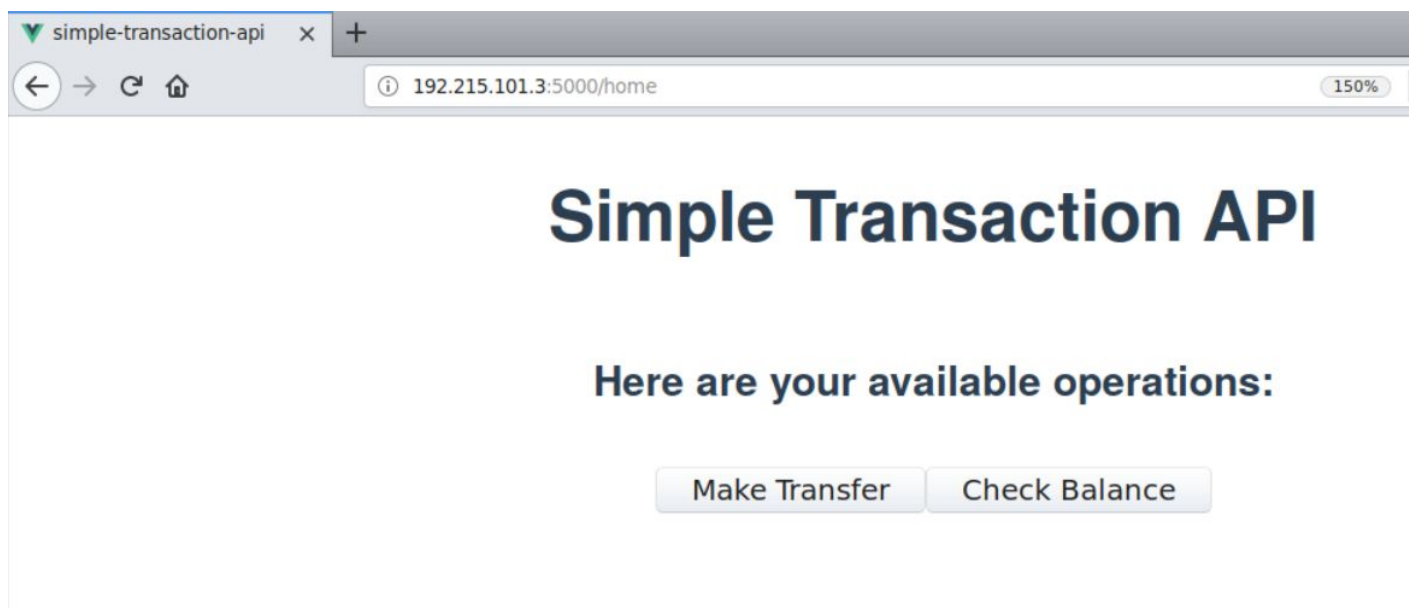 simple-transaction-api
192.215.101.3:5000/home
150%
Simple Transaction API
Here are your available operations:
Make Transfer
Check Balance